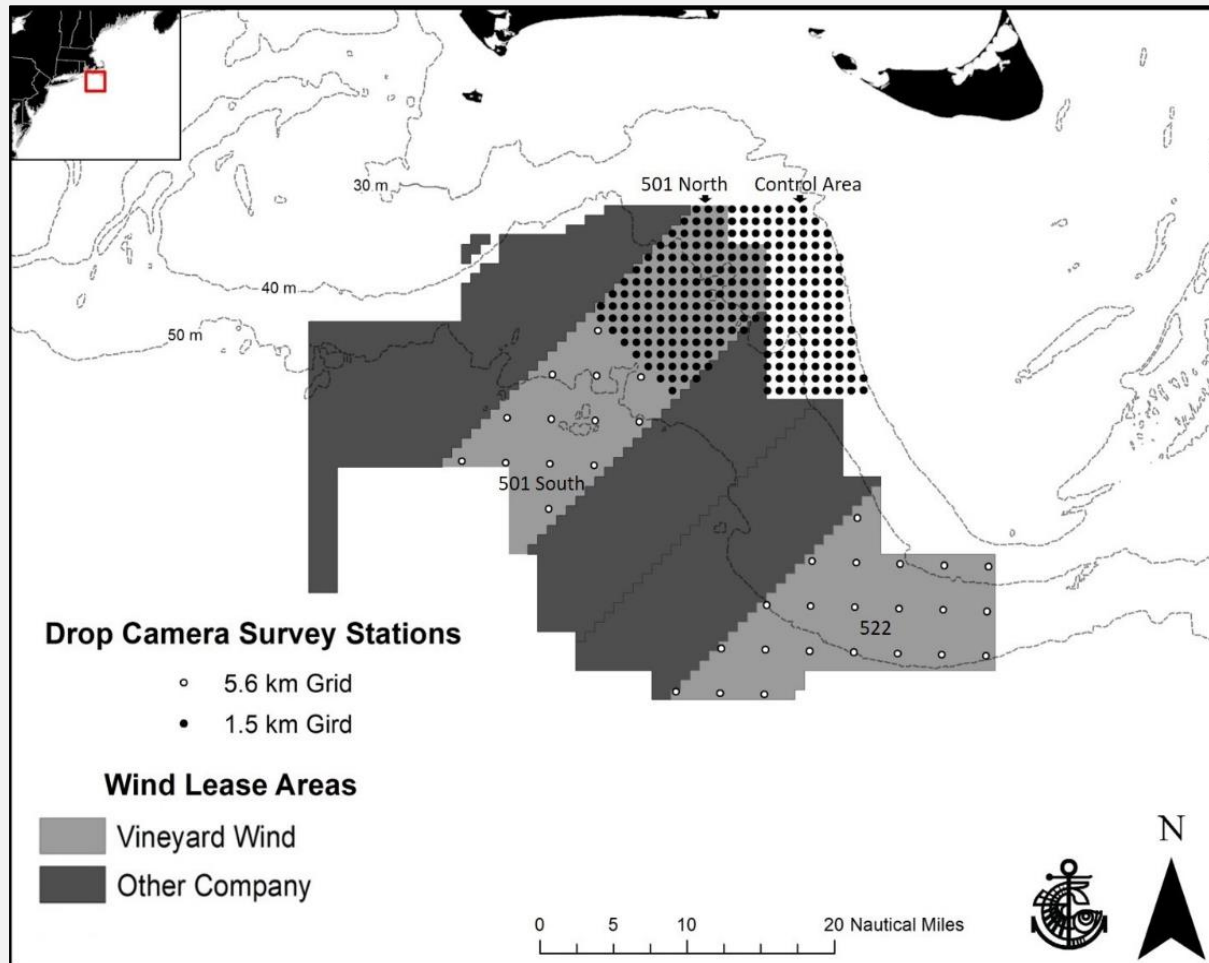 30 m
501 North
Control Area
40 m
50 m
501 South
522
Drop Camera Survey Stations
5.6 km Grid
1.5 km Gird
Wind Lease Areas
Vineyard Wind
Other Company
N
0 5 10 20 Nautical Miles